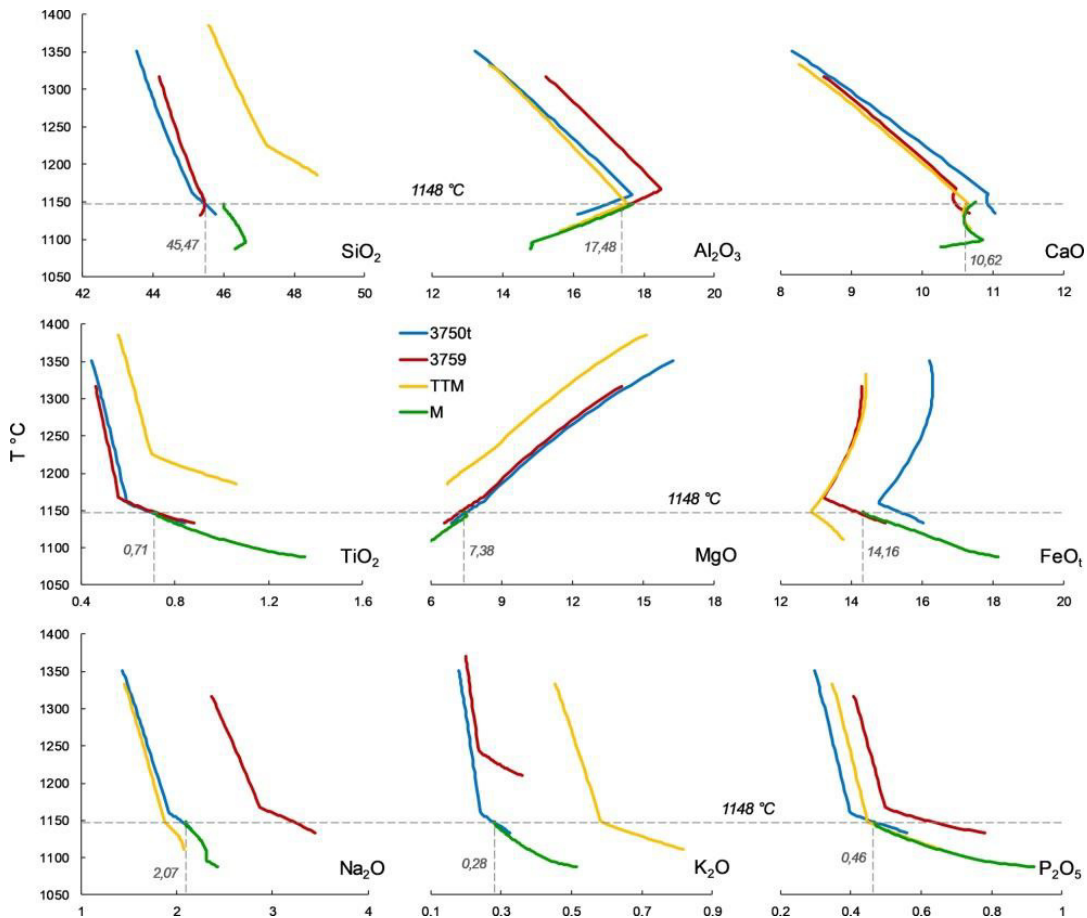 1400
1350
1300
1250
1200
1150
1100
1050
1148 °C
45,47
17,48
10,62
SiO₂
Al₂O₃
CaO
42 44 46 48 50
12 14 16 18 20
8 9 10 11 12
T °C
1400
1350
1300
1250
1200
1150
1100
1050
3750t
3759
TTM
M
1148 °C
0,71
7,38
14,16
TiO₂
MgO
FeOₜ
0.4 0.8 1.2 1.6
6 9 12 15 18
12 14 16 18 20
1400
1350
1300
1250
1200
1150
1100
1050
1148 °C
2,07
0,28
0,46
Na₂O
K₂O
P₂O₅
1 2 3 4
0.1 0.3 0.5 0.7 0.9
0.2 0.4 0.6 0.8 1